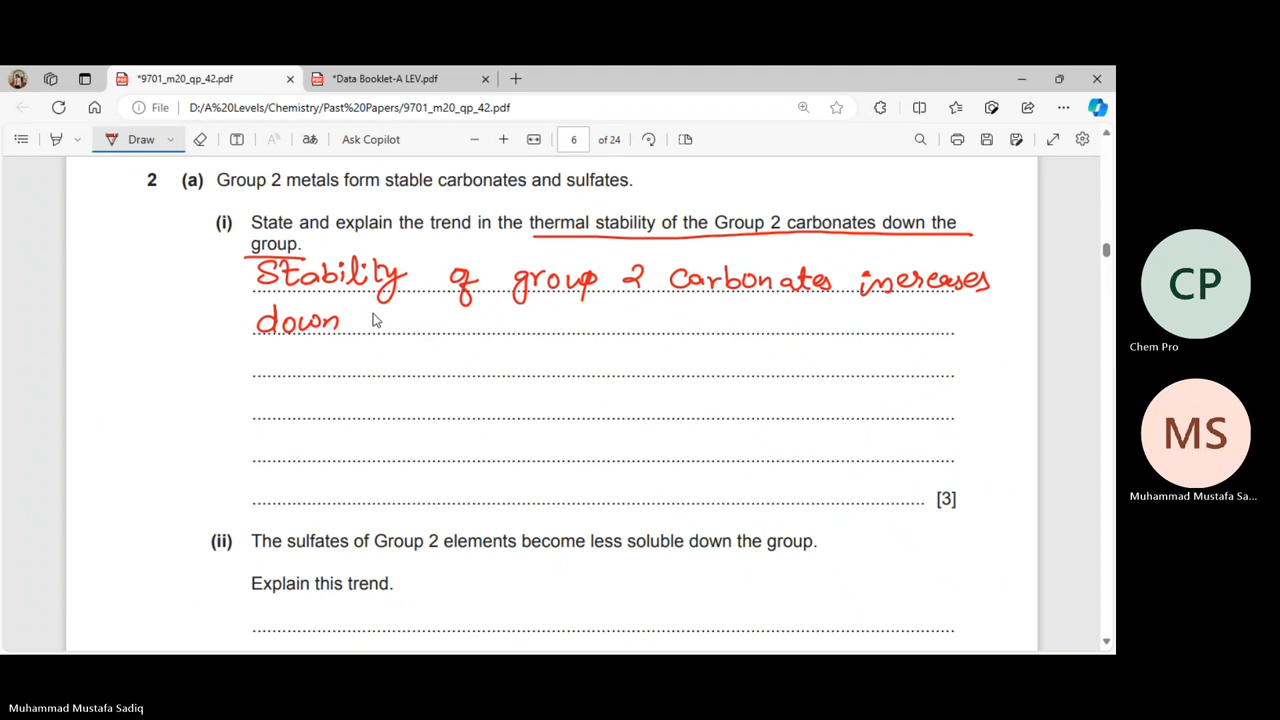 *9701_m20_qp_42.pdf
*Data Booklet-A LEV.pdf
File
D:/A%20Levels/Chemistry/Past%20Papers/9701_m20_qp_42.pdf
Draw
aあ
Ask Copilot
6
of 24
2 (a) Group 2 metals form stable carbonates and sulfates.
(i) State and explain the trend in the thermal stability of the Group 2 carbonates down the
group.
Stability of group 2 carbonates increases
down
[3]
(ii) The sulfates of Group 2 elements become less soluble down the group.
Explain this trend.
CP
Chem Pro
MS
Muhammad Mustafa Sa...
Muhammad Mustafa Sadiq